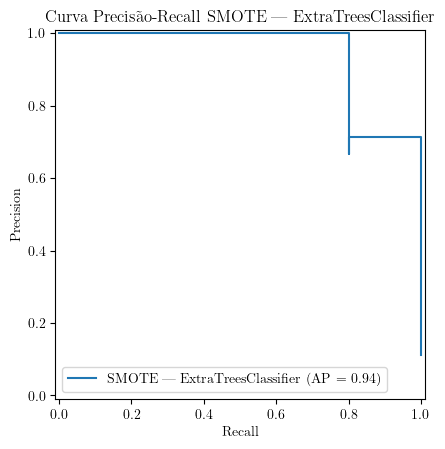 Curva Precisão-Recall SMOTE — ExtraTreesClassifier
1.0
0.8
0.6
0.4
0.2
0.0
Precision
SMOTE — ExtraTreesClassifier (AP = 0.94)
0.0 0.2 0.4 0.6 0.8 1.0
Recall